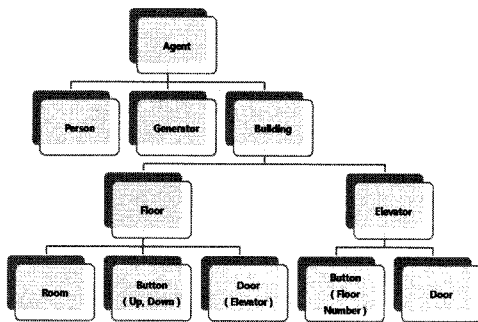 Agent
Person
Generator
Building
Floor
Elevator
Room
Button
( Up, Down )
Door
( Elevator )
Button
( Floor
Number )
Door